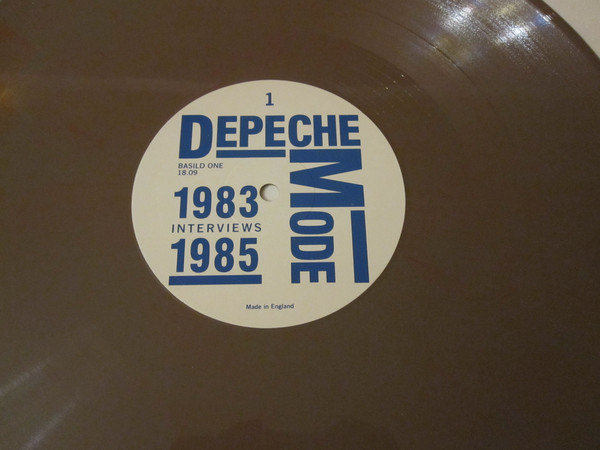 1
DEPECHE
MODE
BASILD ONE
18.09
1983
INTERVIEWS
1985
Made in England